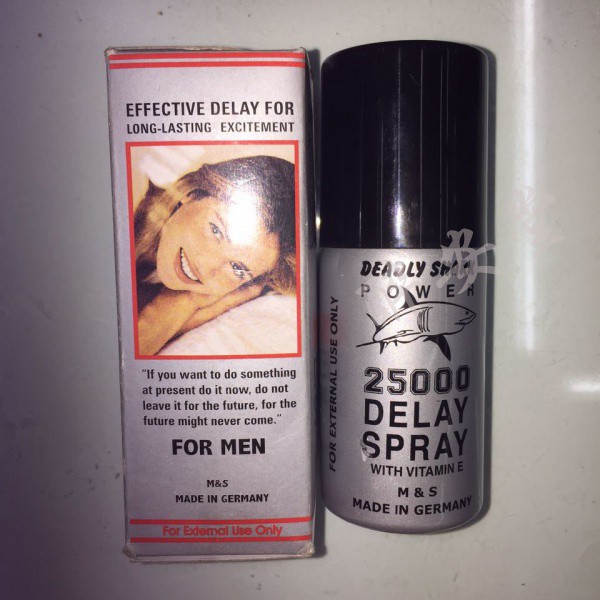 EFFECTIVE DELAY FOR
LONG-LASTING EXCITEMENT
"If you want to do something
at present do it now, do not
leave it for the future, for the
future might never come."
FOR MEN
M&S
MADE IN GERMANY
For External Use Only
DEADLY
POWER
FOR EXTERNAL USE ONLY
25000
DELAY
SPRAY
WITH VITAMIN E
M & S
MADE IN GERMANY